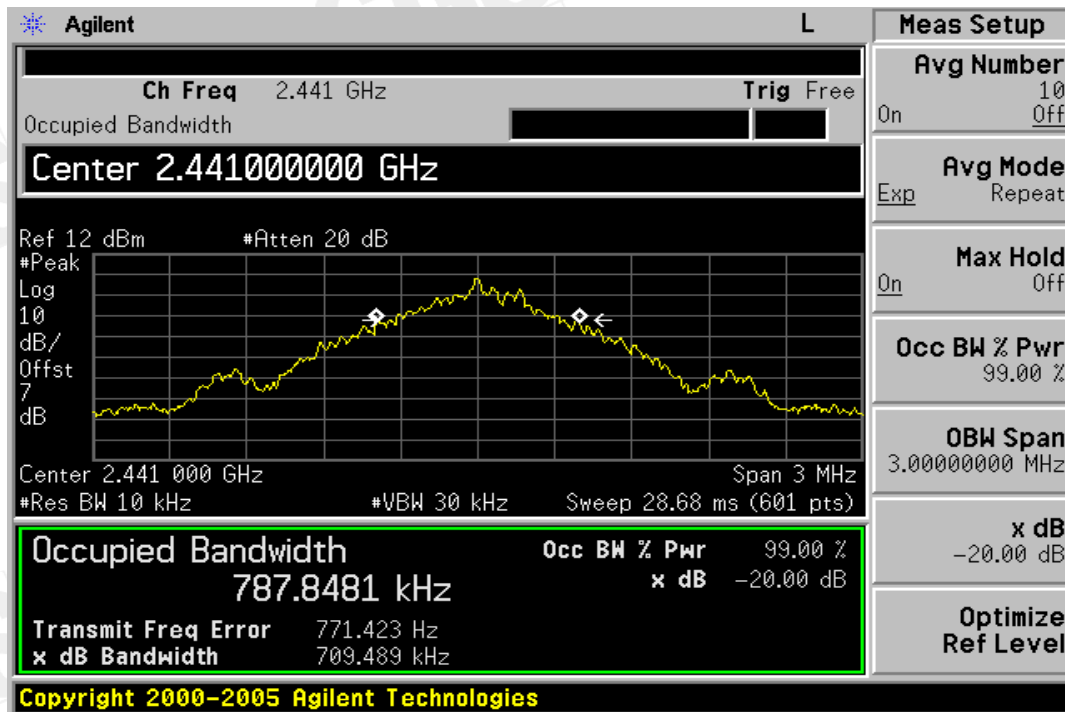 Agilent L
Ch Freq 2.441 GHz Trig Free
Occupied Bandwidth
Center 2.441000000 GHz
Ref 12 dBm #Atten 20 dB
#Peak
Log
10
dB/
Offst
7
dB
Center 2.441 000 GHz Span 3 MHz
#Res BW 10 kHz #VBW 30 kHz Sweep 28.68 ms (601 pts)
Occupied Bandwidth Occ BW % Pwr 99.00 %
787.8481 kHz x dB -20.00 dB
Transmit Freq Error 771.423 Hz
x dB Bandwidth 709.489 kHz
Copyright 2000-2005 Agilent Technologies
Meas Setup
Avg Number
10
On Off
Avg Mode
Exp Repeat
Max Hold
On Off
Occ BW % Pwr
99.00 %
OBW Span
3.00000000 MHz
x dB
-20.00 dB
Optimize
Ref Level